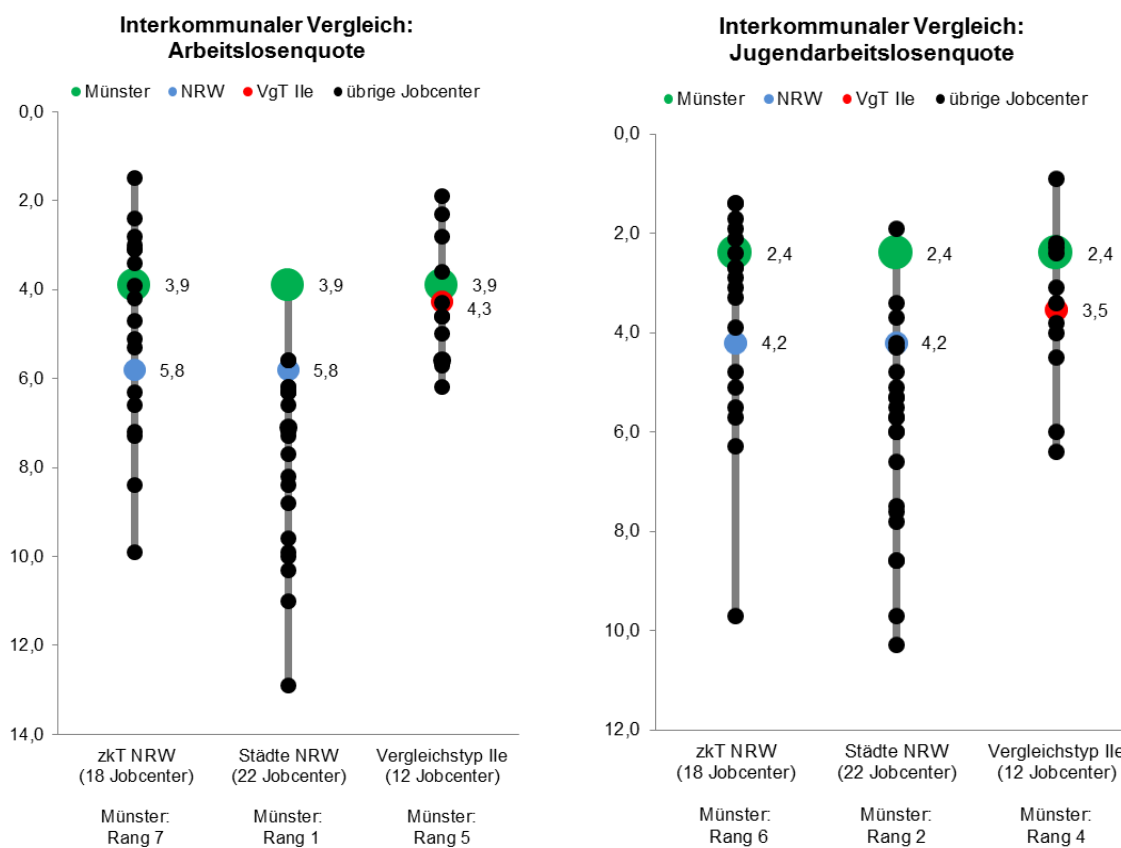 Interkommunaler Vergleich:
Arbeitslosenquote
Münster NRW VgT IIe übrige Jobcenter
0,0
2,0
4,0
6,0
8,0
10,0
12,0
14,0
3,9
5,8
3,9
5,8
3,9
4,3
zkT NRW
(18 Jobcenter)
Münster:
Rang 7
Städte NRW
(22 Jobcenter)
Münster:
Rang 1
Vergleichstyp IIe
(12 Jobcenter)
Münster:
Rang 5
Interkommunaler Vergleich:
Jugendarbeitslosenquote
Münster NRW VgT IIe übrige Jobcenter
0,0
2,0
4,0
6,0
8,0
10,0
12,0
2,4
4,2
2,4
4,2
2,4
3,5
zkT NRW
(18 Jobcenter)
Münster:
Rang 6
Städte NRW
(22 Jobcenter)
Münster:
Rang 2
Vergleichstyp IIe
(12 Jobcenter)
Münster:
Rang 4